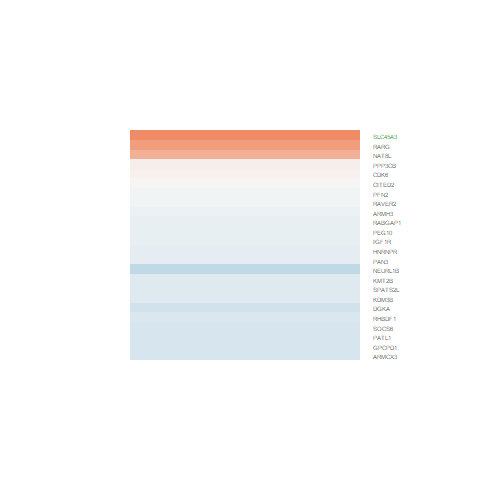 SLC45A3
RARG
NAT8L
PPP3CB
CDK6
CITED2
PFN2
RAVER2
ARMH3
RABGAP1
PEG10
IGF1R
HNRNPR
PAN3
NEURL1B
KMT2B
SPATS2L
KDM3B
DGKA
RHBDF1
SOCS6
PATL1
GPCPD1
ARMCX3